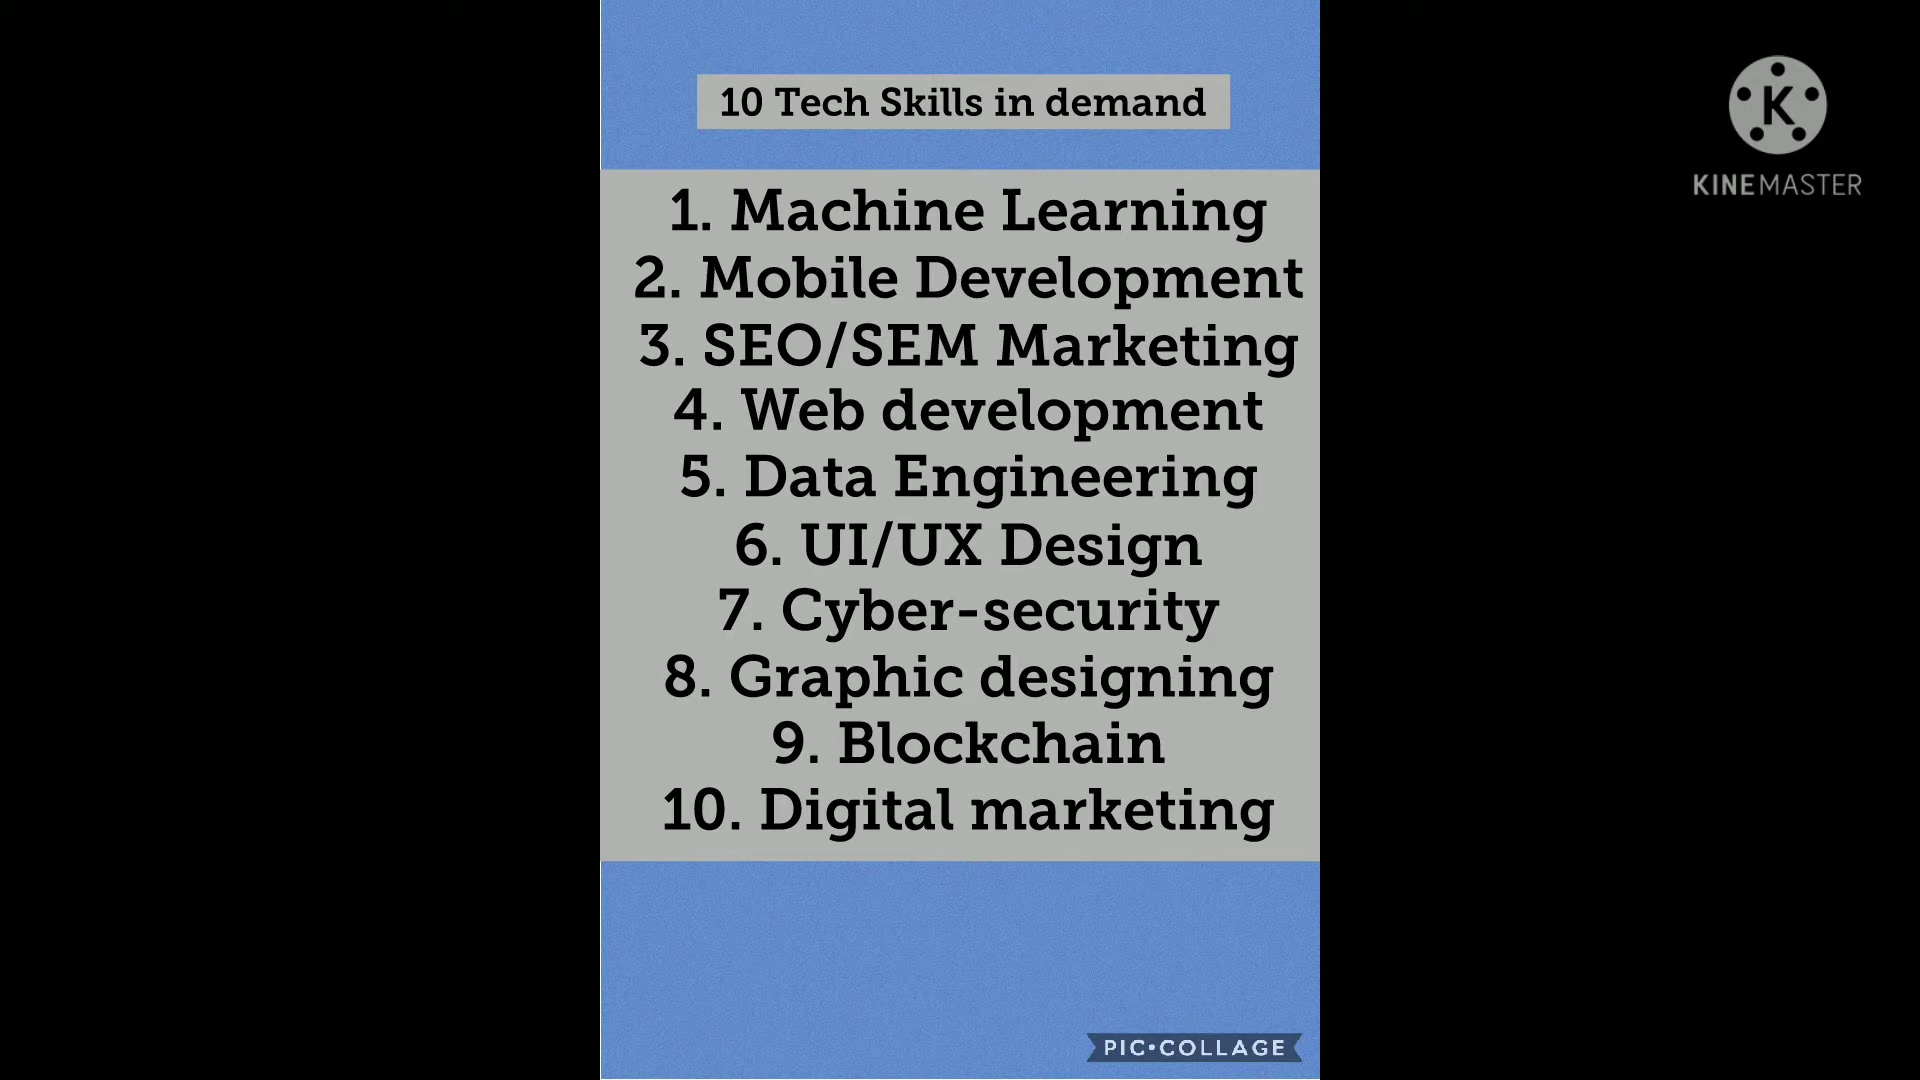 10 Tech Skills in demand
1. Machine Learning
2. Mobile Development
3. SEO/SEM Marketing
4. Web development
5. Data Engineering
6. UI/UX Design
7. Cyber-security
8. Graphic designing
9. Blockchain
10. Digital marketing
K
KINEMASTER
PIC•COLLAGE